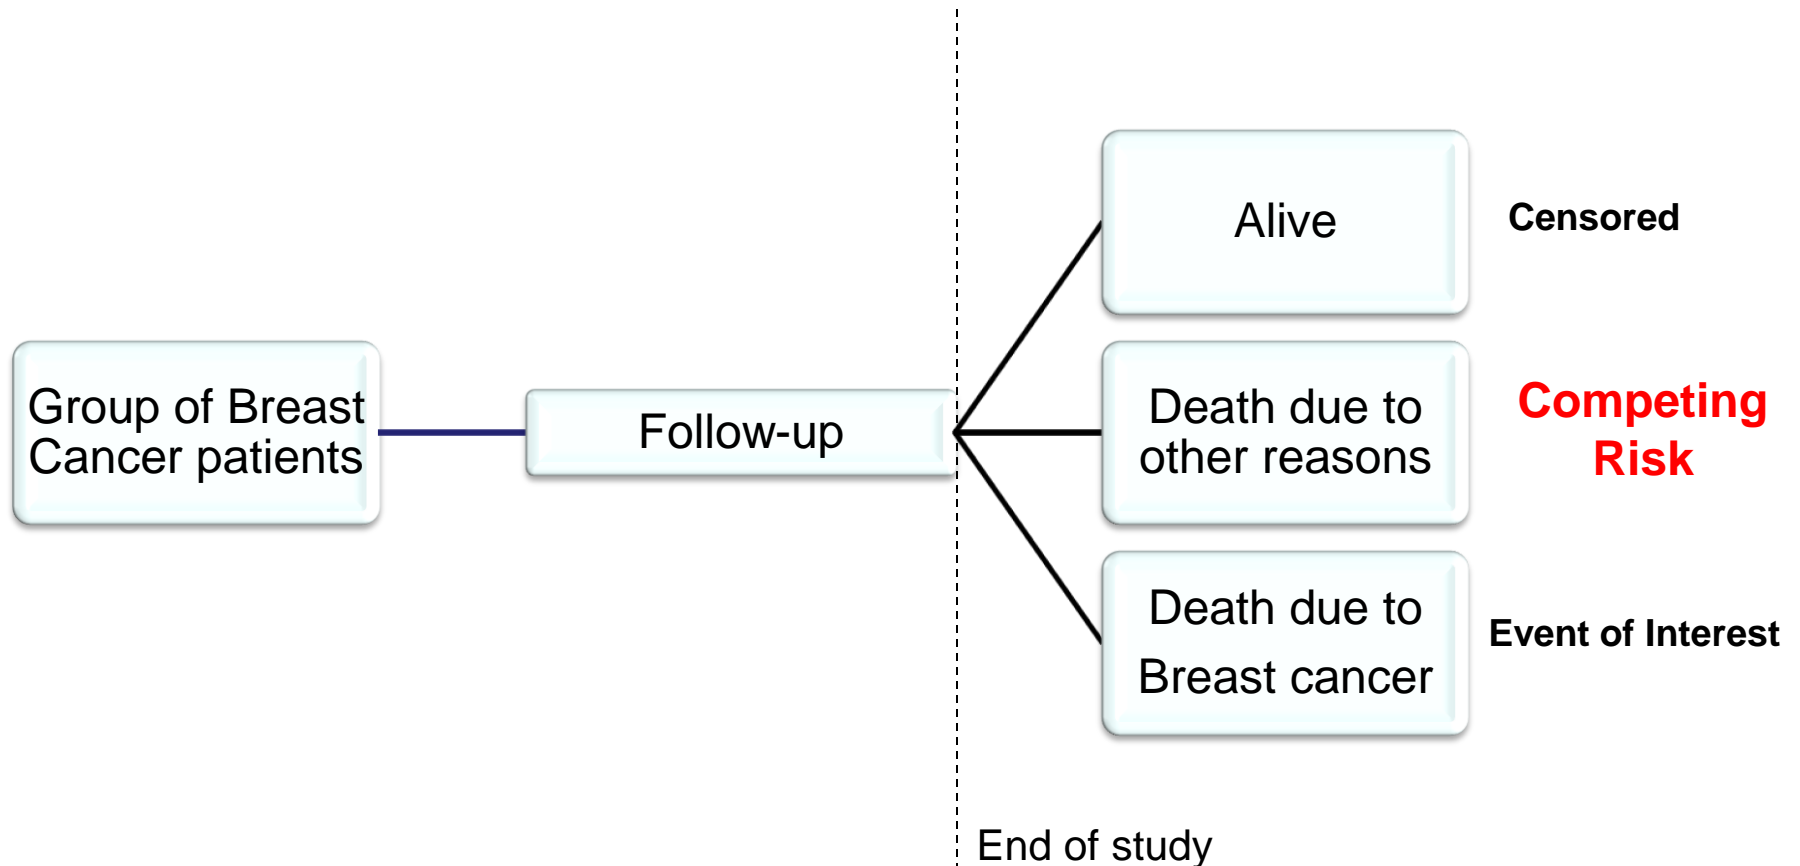 Group of Breast
Cancer patients
Follow-up
Alive
Censored
Death due to
other reasons
Competing
Risk
Death due to
Breast cancer
Event of Interest
End of study